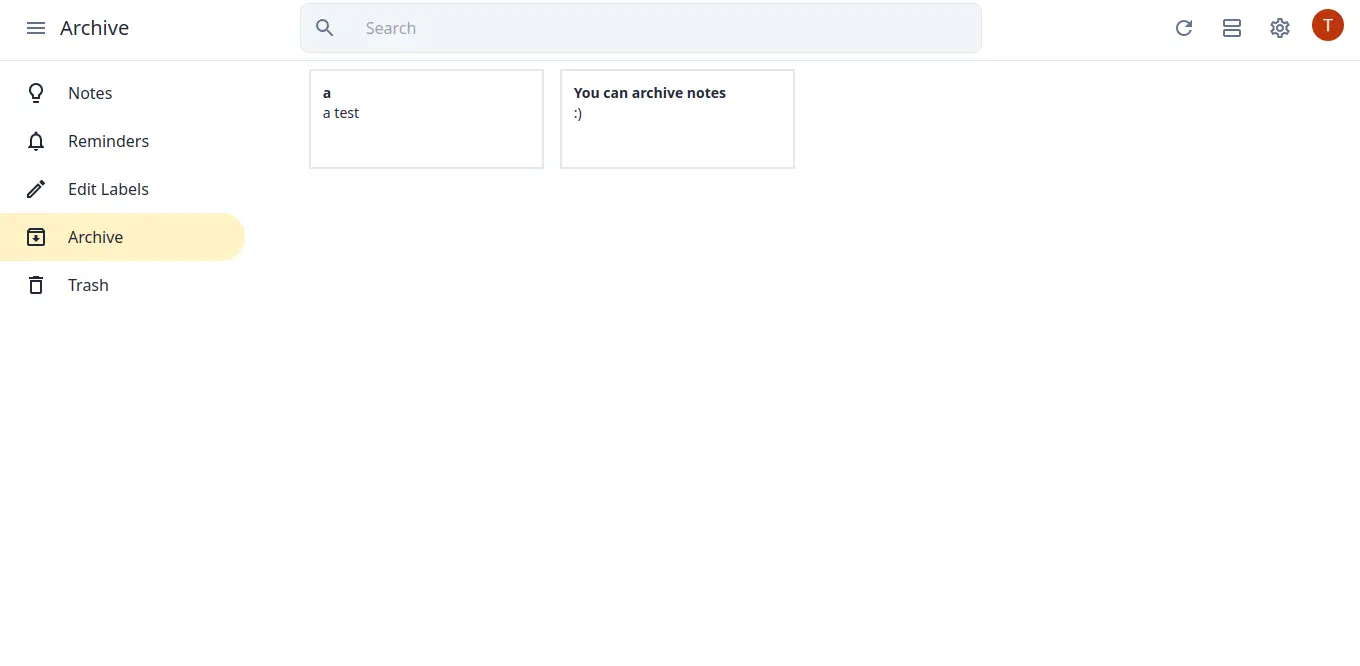 Archive
Search
T
Notes
Reminders
Edit Labels
Archive
Trash
a
a test
You can archive notes
:)